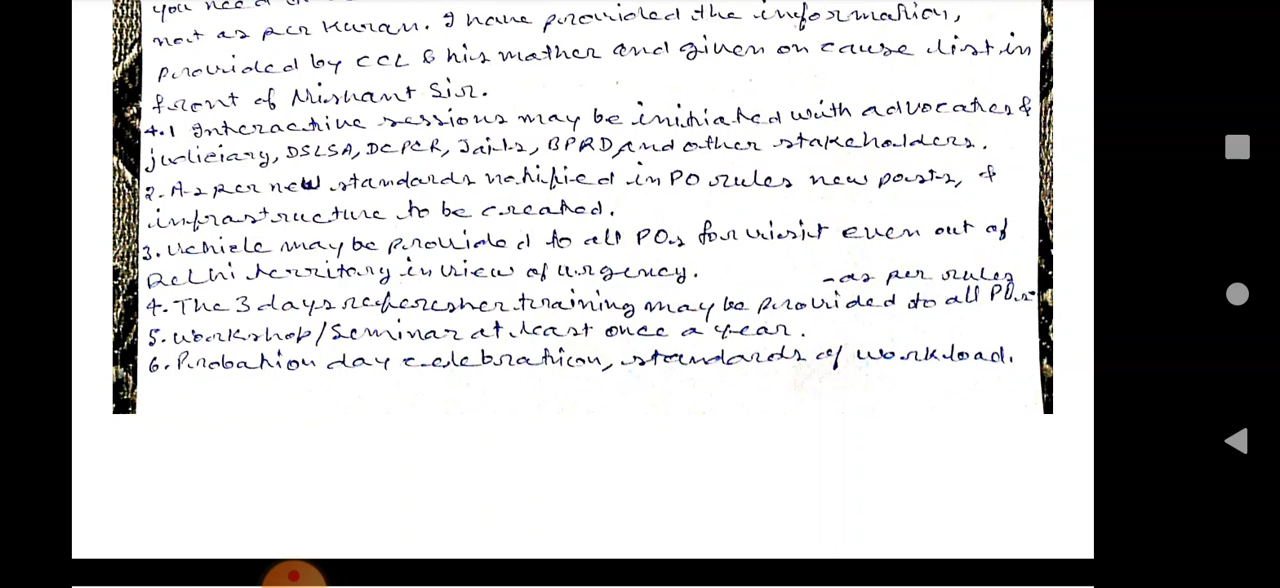 you need
not as per Kuran. I have provided the information,
provided by CCL & his mather and given on cause list in
front of Nishant Sir.
4.1 Interactive sessions may be initiated with advocates &
judiciary, DSLSA, DCPCR, Jails, BPRD, and other stakeholders.
2. As per new standards notified in PO rules new posts, &
infrastructure to be created.
3. Vehicle may be provided to all POs for visit even out of
Delhi territory in view of urgency. -as per rules
4. The 3 days referesher training may be provided to all POs-
5. Workshop/Seminar at least once a year.
6. Probation day celebration, standards of workload.